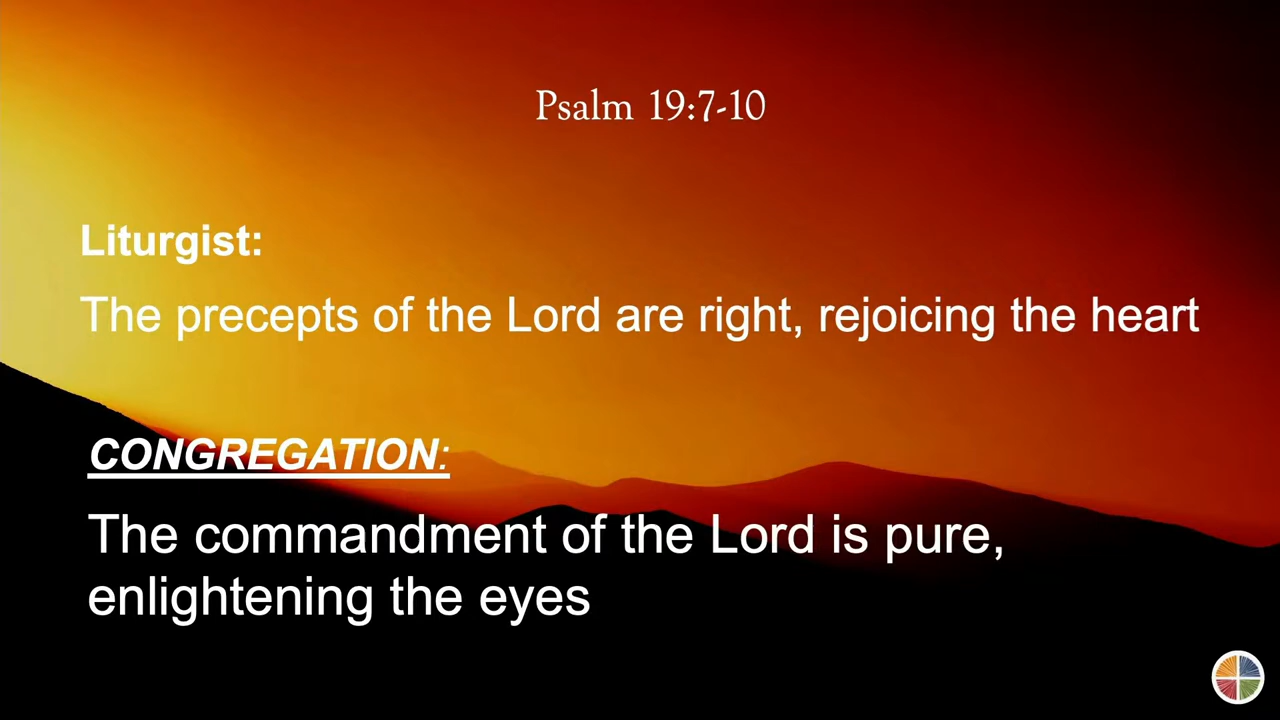 Psalm 19:7-10
Liturgist:
The precepts of the Lord are right, rejoicing the heart
CONGREGATION:
The commandment of the Lord is pure,
enlightening the eyes